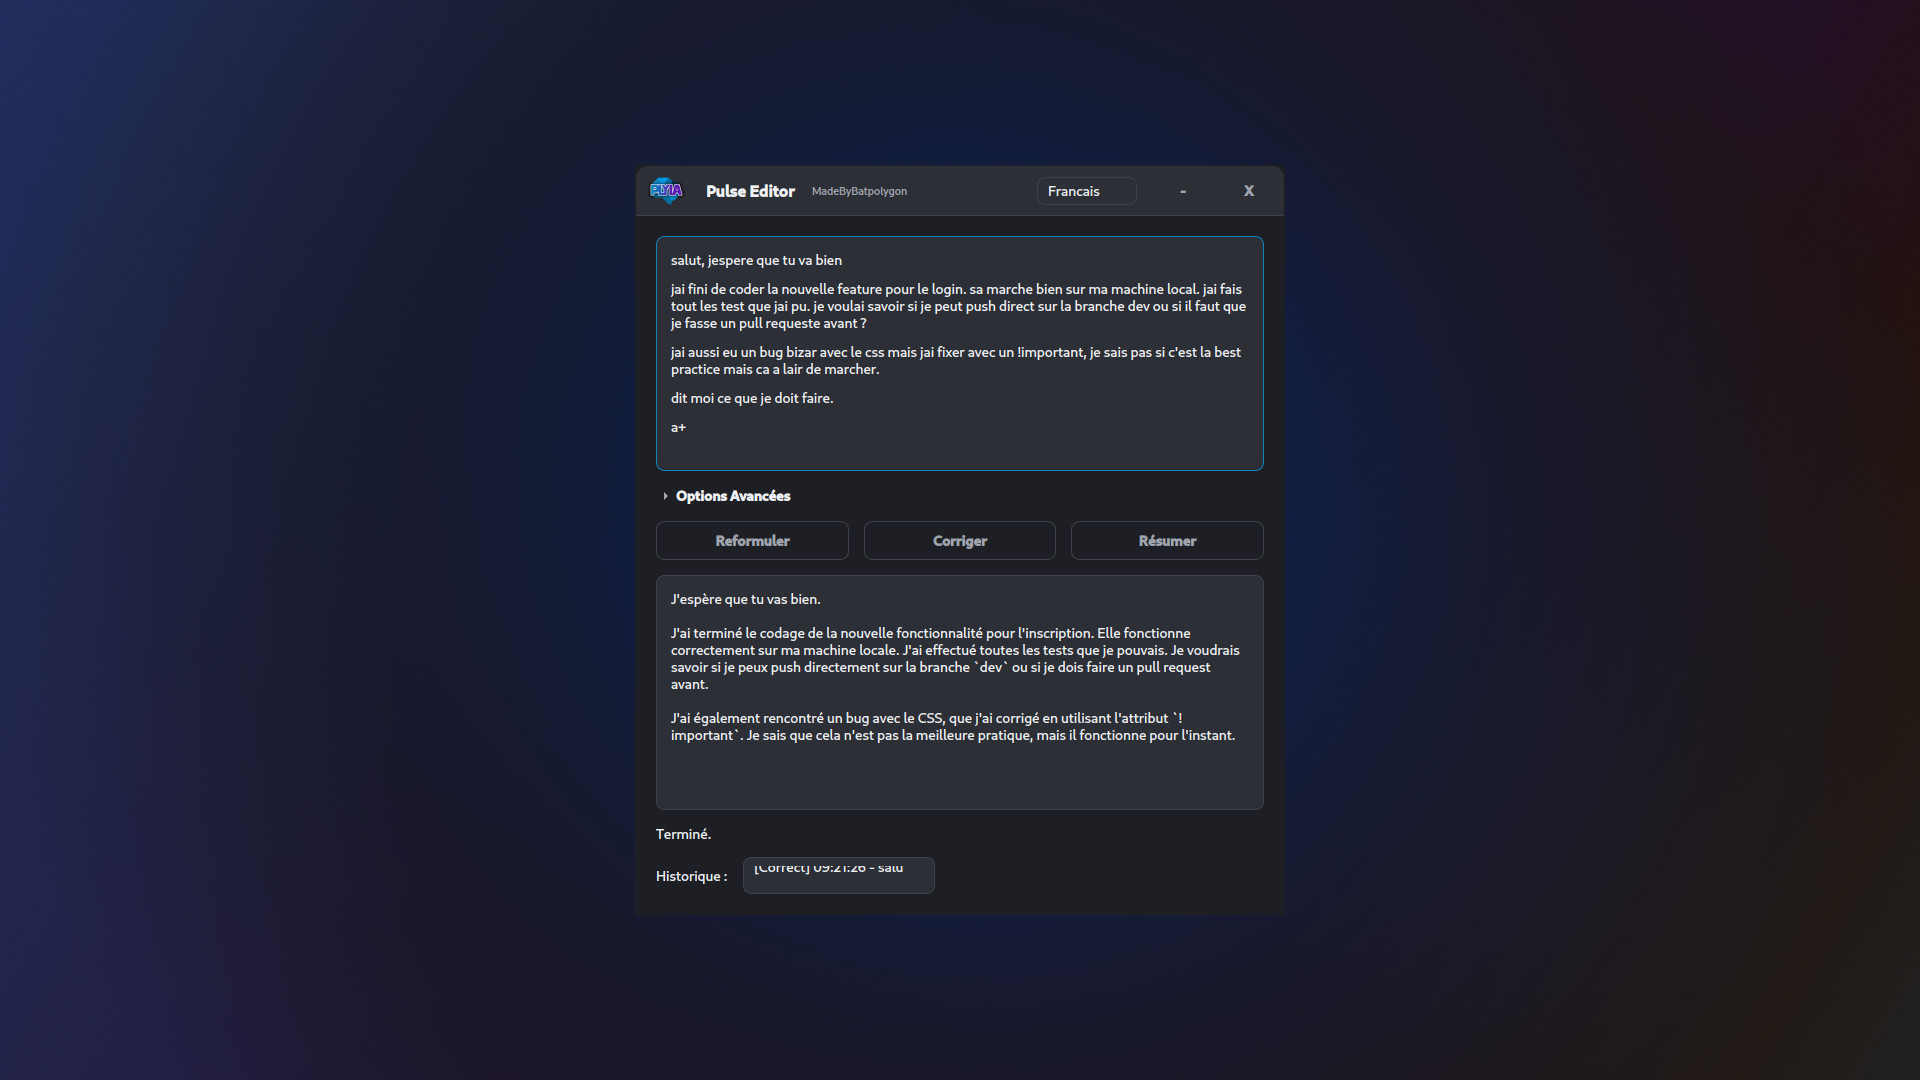 PLYIA
Pulse Editor
MadeByBatpolygon
Francais
-
X
salut, jespere que tu va bien
jai fini de coder la nouvelle feature pour le login. sa marche bien sur ma machine local. jai fais
tout les test que jai pu. je voulai savoir si je peut push direct sur la branche dev ou si il faut que
je fasse un pull requeste avant ?
jai aussi eu un bug bizar avec le css mais jai fixer avec un !important, je sais pas si c'est la best
practice mais ca a lair de marcher.
dit moi ce que je doit faire.
a+
Options Avancées
Reformuler
Corriger
Résumer
J'espère que tu vas bien.
J'ai terminé le codage de la nouvelle fonctionnalité pour l'inscription. Elle fonctionne
correctement sur ma machine locale. J'ai effectué toutes les tests que je pouvais. Je voudrais
savoir si je peux push directement sur la branche `dev` ou si je dois faire un pull request
avant.
J'ai également rencontré un bug avec le CSS, que j'ai corrigé en utilisant l'attribut `!
important`. Je sais que cela n'est pas la meilleure pratique, mais il fonctionne pour l'instant.
Terminé.
Historique :
[Correct] 09:21:26 - salu